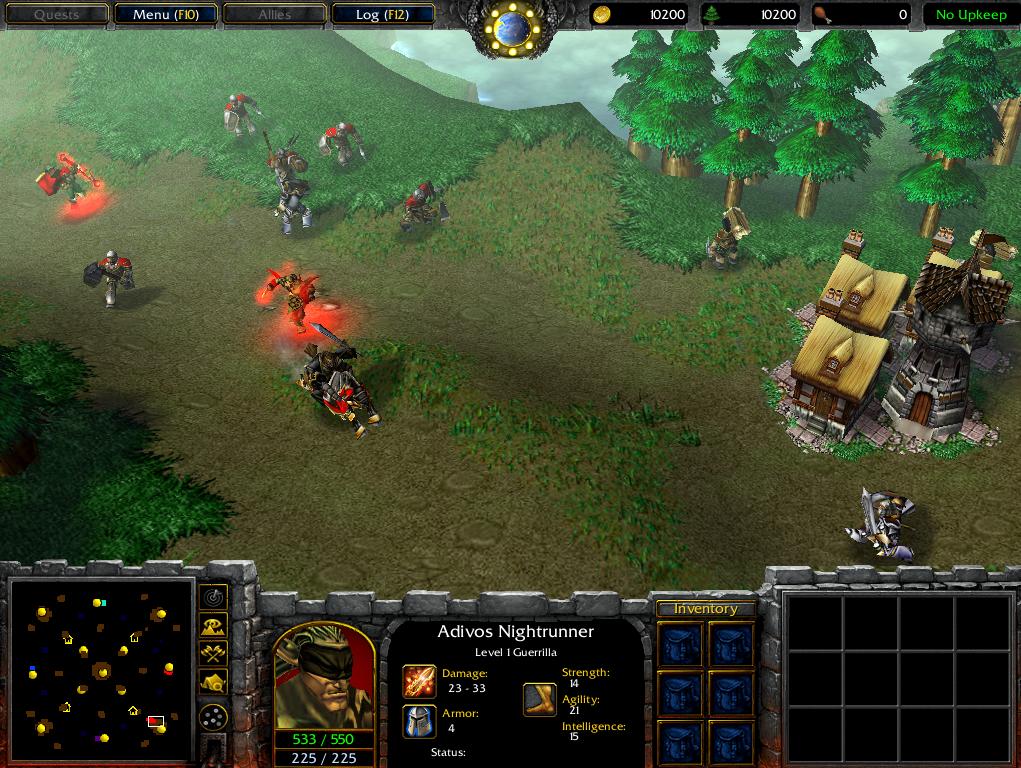 Quests
Menu (F10)
Allies
Log (F12)
10200
10200
0
No Upkeep
533 / 550
225 / 225
Adivos Nightrunner
Level 1 Guerrilla
Damage:
23 - 33
Armor:
4
Strength:
14
Agility:
21
Intelligence:
15
Status:
Inventory